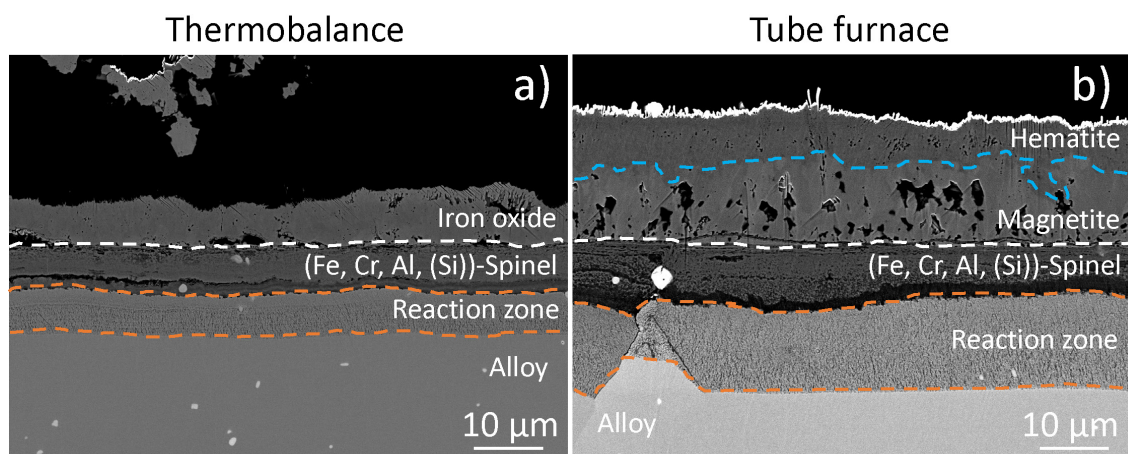 Thermobalance
Tube furnace
a)
Iron oxide
(Fe, Cr, Al, (Si))-Spinel
Reaction zone
Alloy
10 µm
b)
Hematite
Magnetite
(Fe, Cr, Al, (Si))-Spinel
Reaction zone
Alloy
10 µm